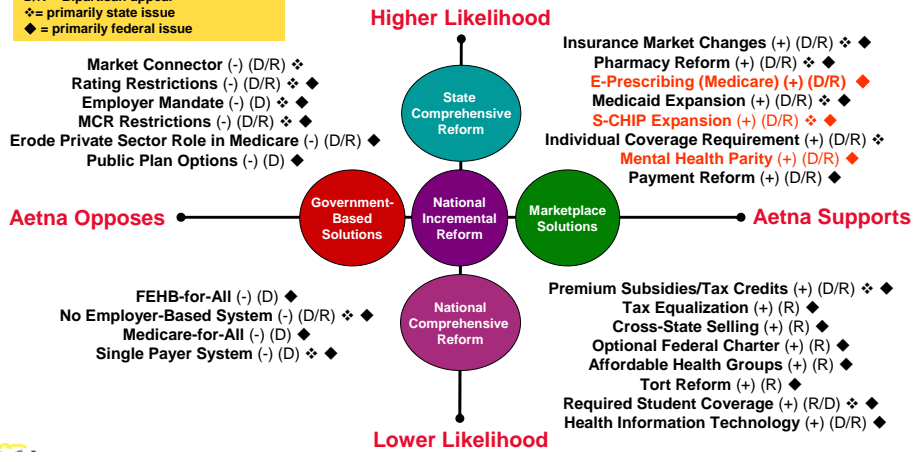 ❖= primarily state issue
◆ = primarily federal issue
Higher Likelihood
Market Connector (-) (D/R) ❖
Rating Restrictions (-) (D/R) ❖ ◆
Employer Mandate (-) (D) ❖ ◆
MCR Restrictions (-) (D/R) ❖ ◆
Erode Private Sector Role in Medicare (-) (D/R) ◆
Public Plan Options (-) (D) ◆
Insurance Market Changes (+) (D/R) ❖ ◆
Pharmacy Reform (+) (D/R) ❖ ◆
E-Prescribing (Medicare) (+) (D/R) ◆
Medicaid Expansion (+) (D/R) ❖ ◆
S-CHIP Expansion (+) (D/R) ❖ ◆
Individual Coverage Requirement (+) (D/R) ❖
Mental Health Parity (+) (D/R) ◆
Payment Reform (+) (D/R) ◆
State
Comprehensive
Reform
Aetna Opposes
Government-
Based
Solutions
National
Incremental
Reform
Marketplace
Solutions
Aetna Supports
FEHB-for-All (-) (D) ◆
No Employer-Based System (-) (D/R) ❖ ◆
Medicare-for-All (-) (D) ◆
Single Payer System (-) (D) ❖ ◆
National
Comprehensive
Reform
Premium Subsidies/Tax Credits (+) (D/R) ❖ ◆
Tax Equalization (+) (R) ◆
Cross-State Selling (+) (R) ◆
Optional Federal Charter (+) (R) ◆
Affordable Health Groups (+) (R) ◆
Tort Reform (+) (R) ◆
Required Student Coverage (+) (R/D) ❖ ◆
Health Information Technology (+) (D/R) ◆
Lower Likelihood